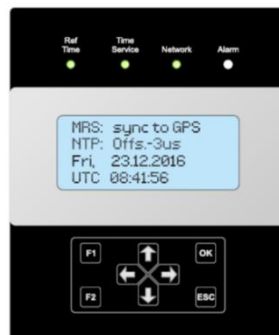 Ref Time
Time Service
Network
Alarm
MRS: sync to GPS
NTP: Offs.-3us
Fri, 23.12.2016
UTC 08:41:56
F1
OK
F2
ESC